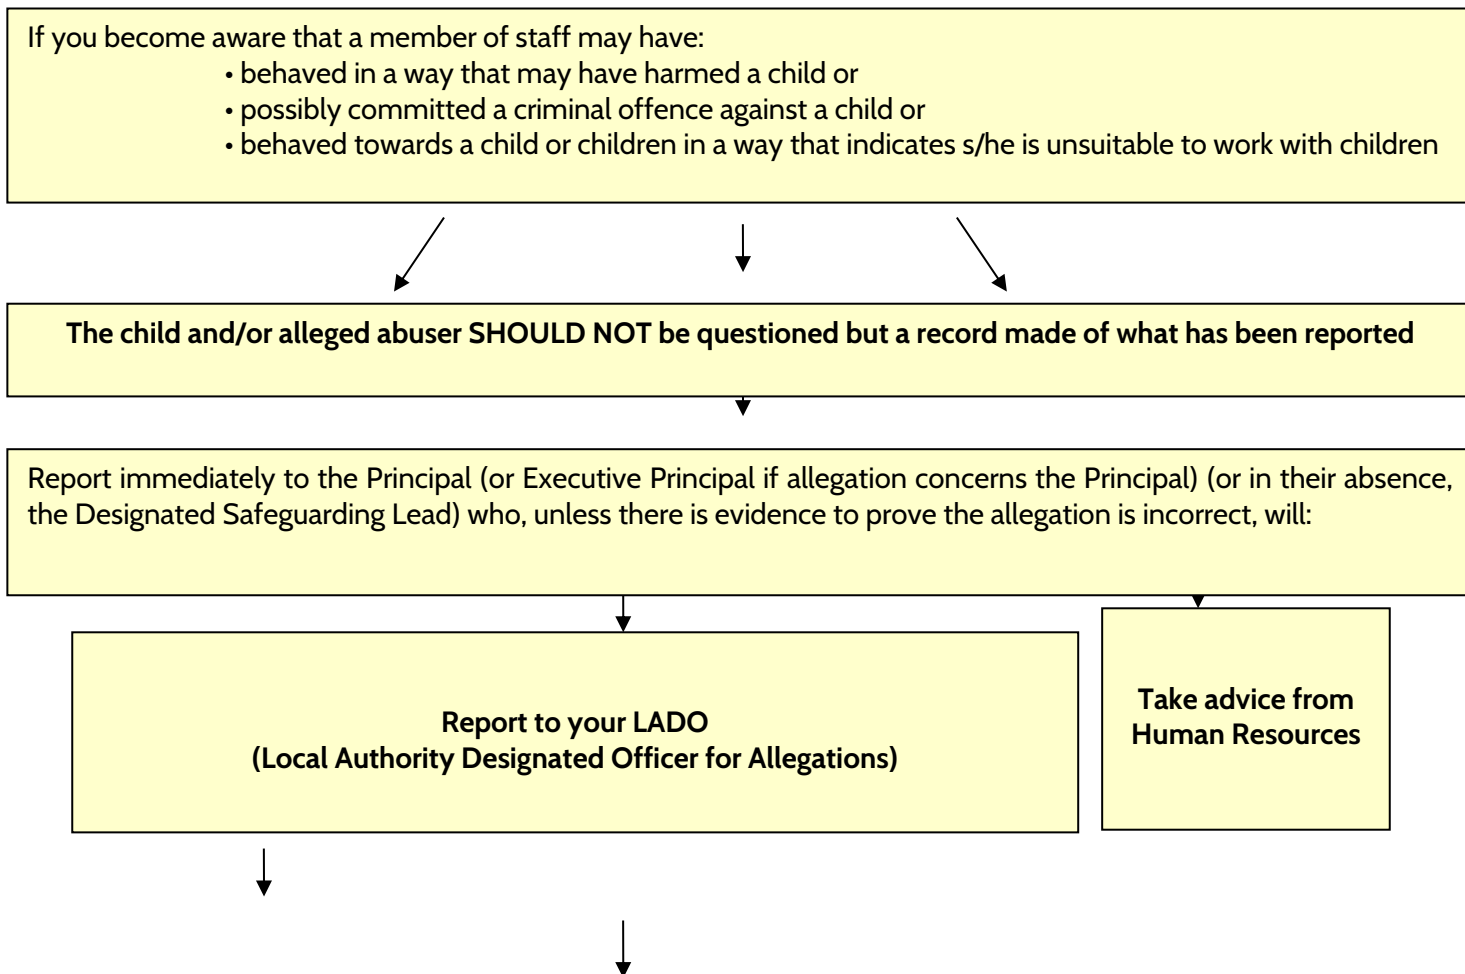 If you become aware that a member of staff may have:
• behaved in a way that may have harmed a child or
• possibly committed a criminal offence against a child or
• behaved towards a child or children in a way that indicates s/he is unsuitable to work with children
The child and/or alleged abuser SHOULD NOT be questioned but a record made of what has been reported
Report immediately to the Principal (or Executive Principal if allegation concerns the Principal) (or in their absence,
the Designated Safeguarding Lead) who, unless there is evidence to prove the allegation is incorrect, will:
Report to your LADO
(Local Authority Designated Officer for Allegations)
Take advice from
Human Resources